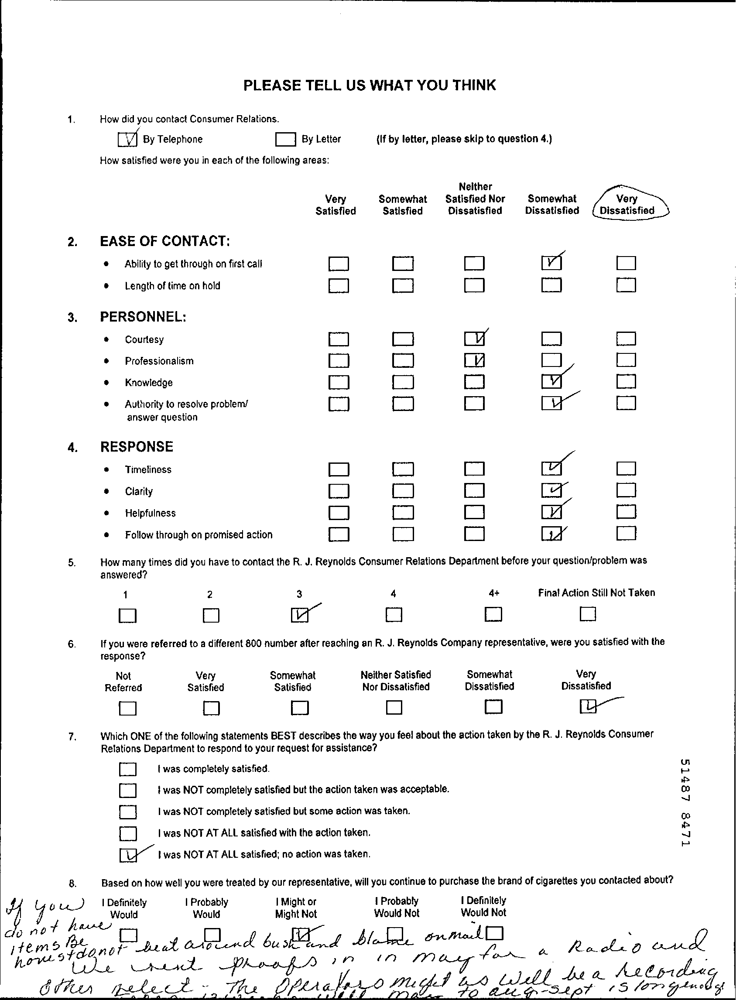 PLEASE TELL US WHAT YOU THINK
1. How did you contact Consumer Relations.
By Telephone By Letter (If by letter, please skip to question 4.)
How satisfied were you in each of the following areas:
Very Satisfied Somewhat Satisfied Neither Satisfied Nor Dissatisfied Somewhat Dissatisfied Very Dissatisfied
2. EASE OF CONTACT:
• Ability to get through on first call
• Length of time on hold
3. PERSONNEL:
• Courtesy
• Professionalism
• Knowledge
• Authority to resolve problem/
answer question
4. RESPONSE
• Timeliness
• Clarity
• Helpfulness
• Follow through on promised action
5. How many times did you have to contact the R. J. Reynolds Consumer Relations Department before your question/problem was
answered?
1 2 3 4 4+ Final Action Still Not Taken
6. If you were referred to a different 800 number after reaching an R. J. Reynolds Company representative, were you satisfied with the
response?
Not Referred Very Satisfied Somewhat Satisfied Neither Satisfied Nor Dissatisfied Somewhat Dissatisfied Very Dissatisfied
7. Which ONE of the following statements BEST describes the way you feel about the action taken by the R. J. Reynolds Consumer
Relations Department to respond to your request for assistance?
I was completely satisfied.
I was NOT completely satisfied but the action taken was acceptable.
I was NOT completely satisfied but some action was taken.
I was NOT AT ALL satisfied with the action taken.
I was NOT AT ALL satisfied; no action was taken.
51487 8471
8. Based on how well you were treated by our representative, will you continue to purchase the brand of cigarettes you contacted about?
I Definitely Would I Probably Would I Might or Might Not I Probably Would Not I Definitely Would Not
If you
do not have
items Be
honest do not beat around bush and blame on mail
We sent proofs in in may for a Radio and
Other select - The Operators might as well be a recording
may to aug-sept is long enough